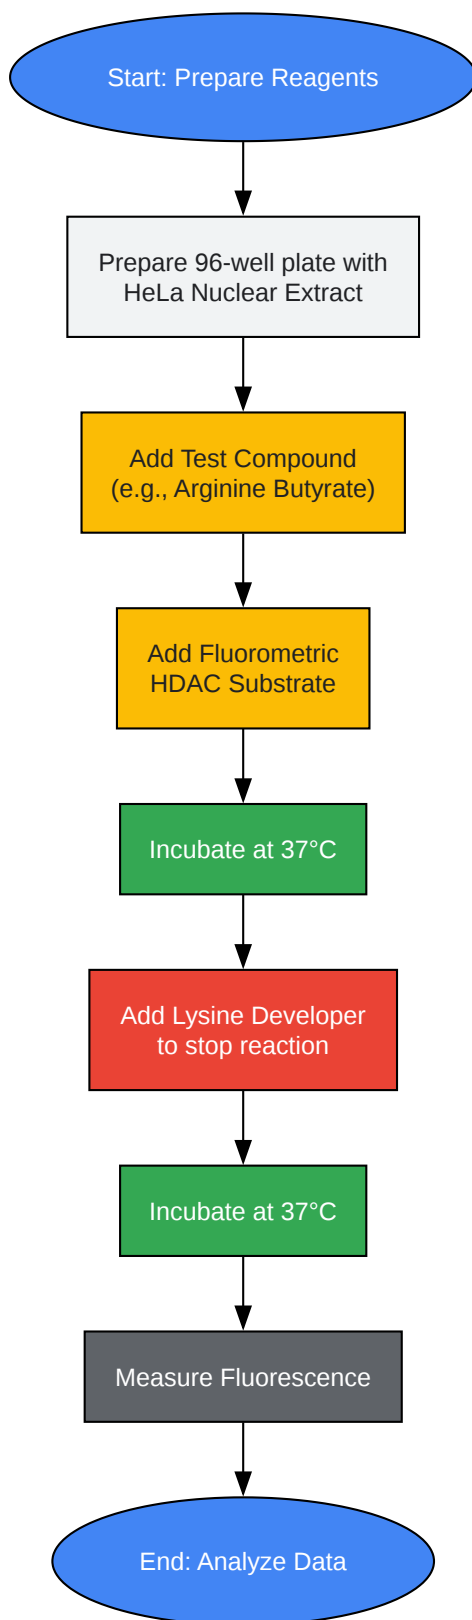 Start: Prepare Reagents
Prepare 96-well plate with
HeLa Nuclear Extract
Add Test Compound
(e.g., Arginine Butyrate)
Add Fluorometric
HDAC Substrate
Incubate at 37°C
Add Lysine Developer
to stop reaction
Incubate at 37°C
Measure Fluorescence
End: Analyze Data